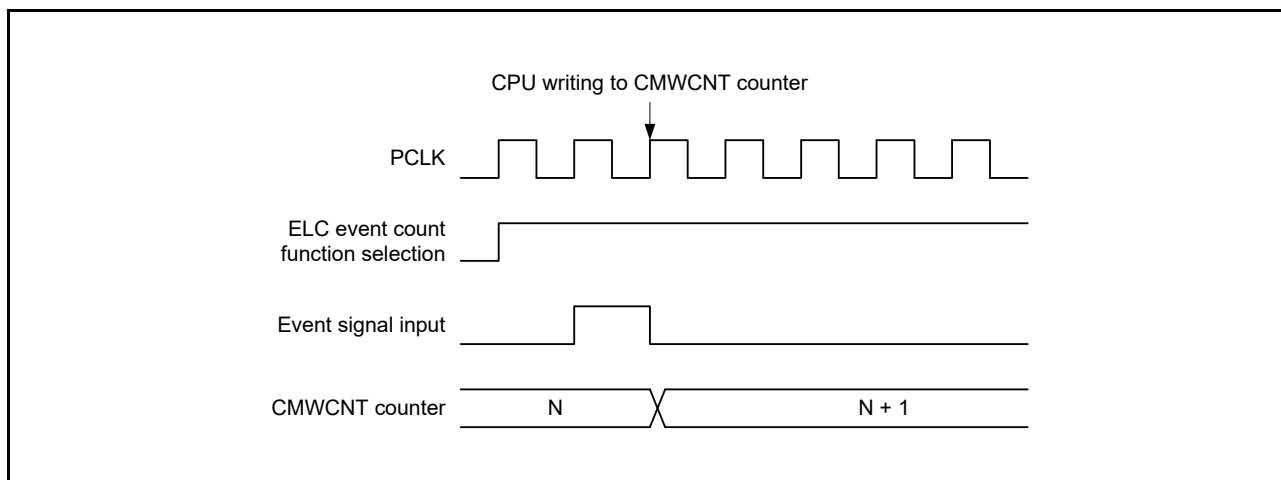 CPU writing to CMWCNT counter
PCLK
ELC event count
function selection
Event signal input
CMWCNT counter
N
N + 1